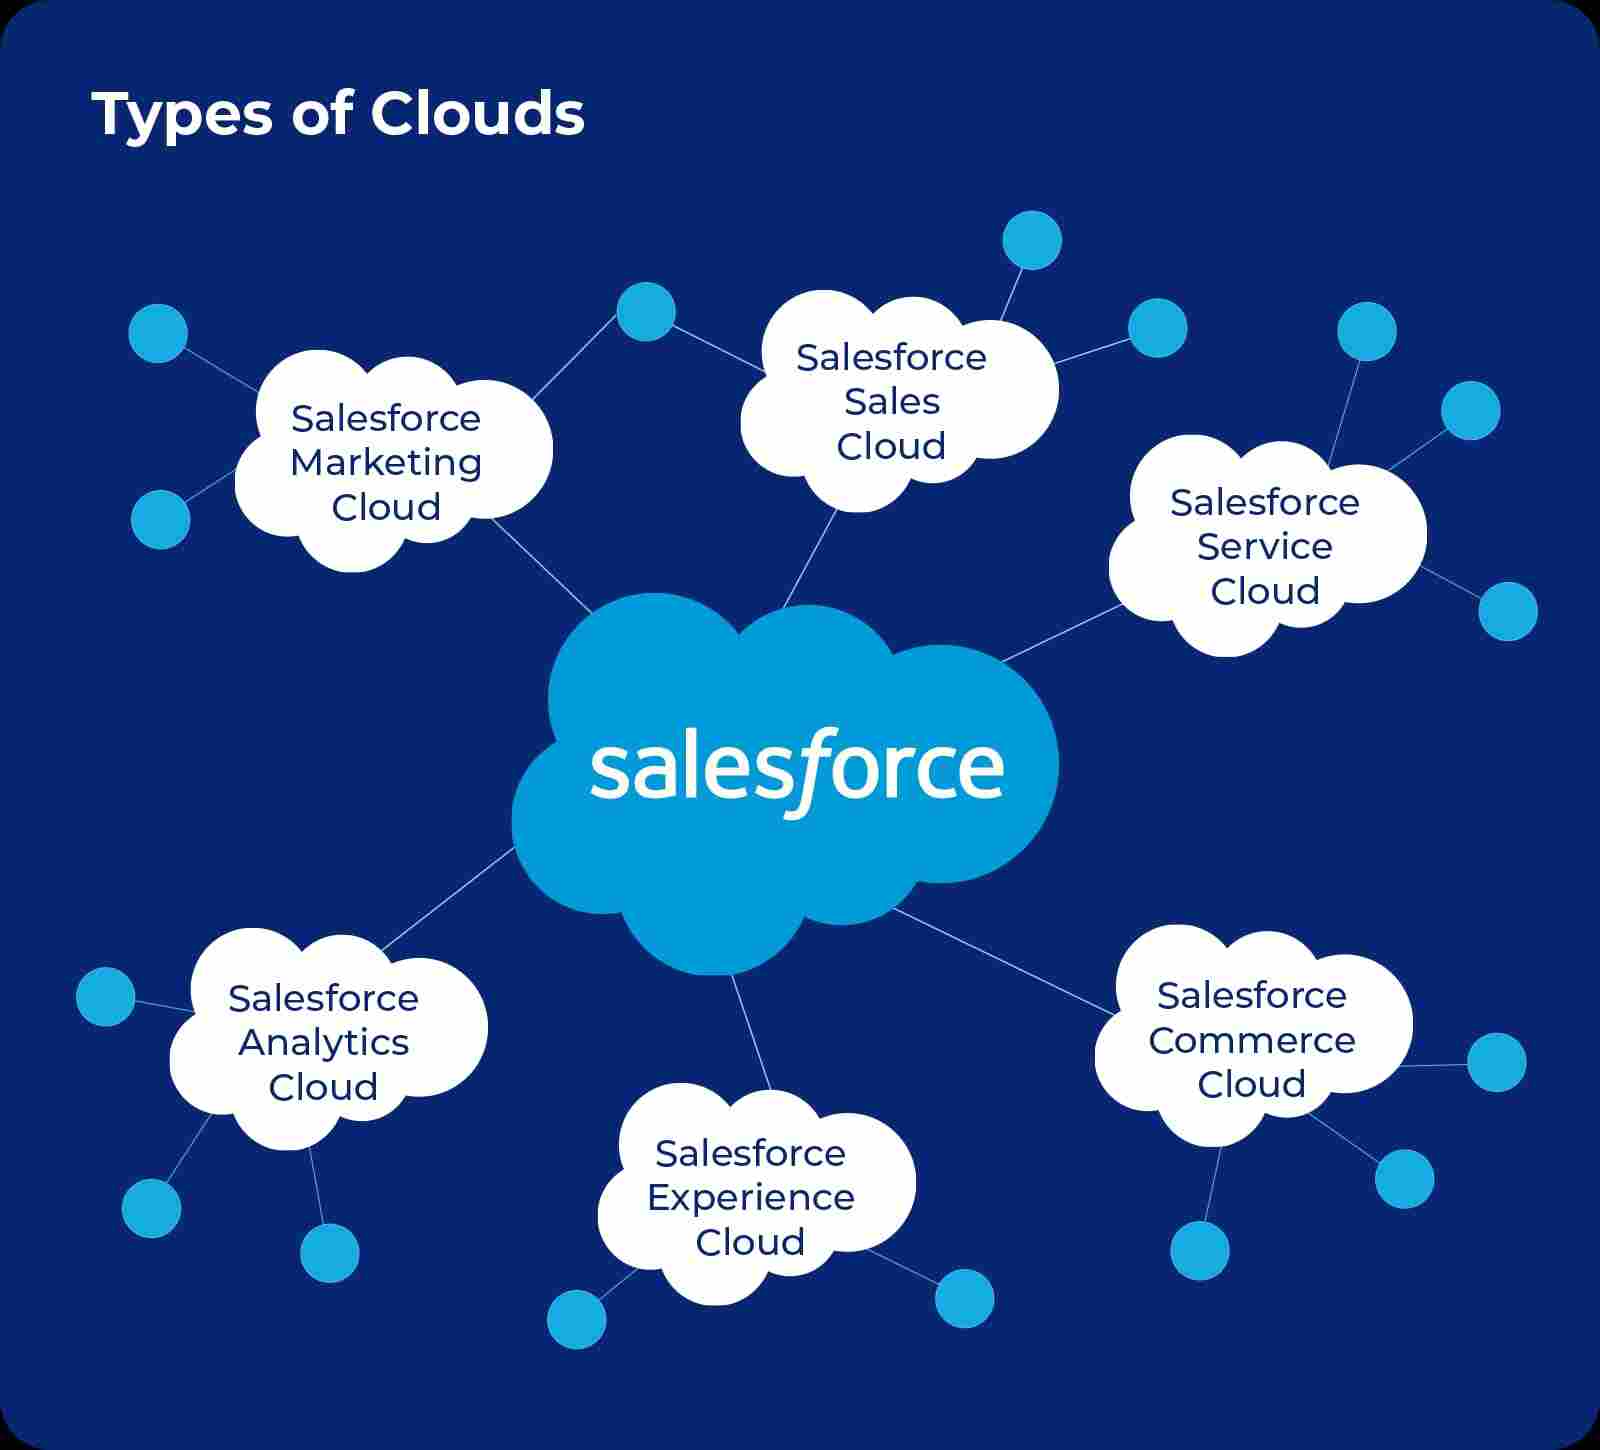 Types of Clouds
Salesforce
Marketing
Cloud
Salesforce
Sales
Cloud
Salesforce
Service
Cloud
salesforce
Salesforce
Analytics
Cloud
Salesforce
Experience
Cloud
Salesforce
Commerce
Cloud